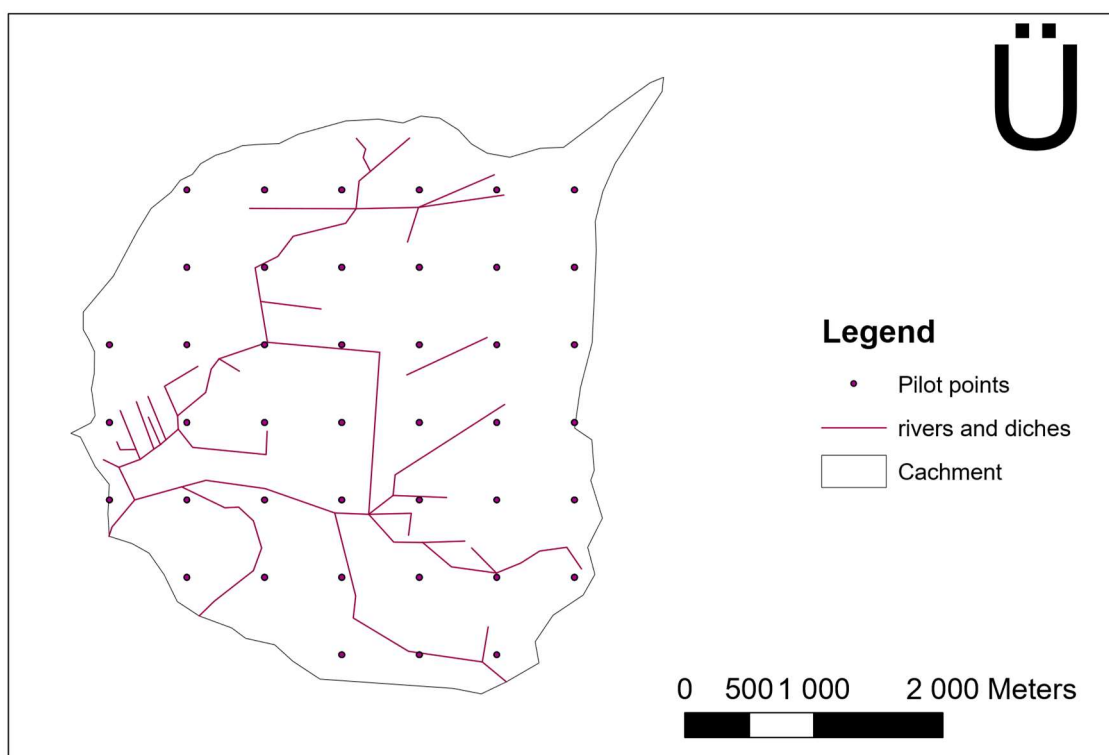 Ü
Legend
Pilot points
rivers and diches
Cachment
0 500 1 000 2 000 Meters